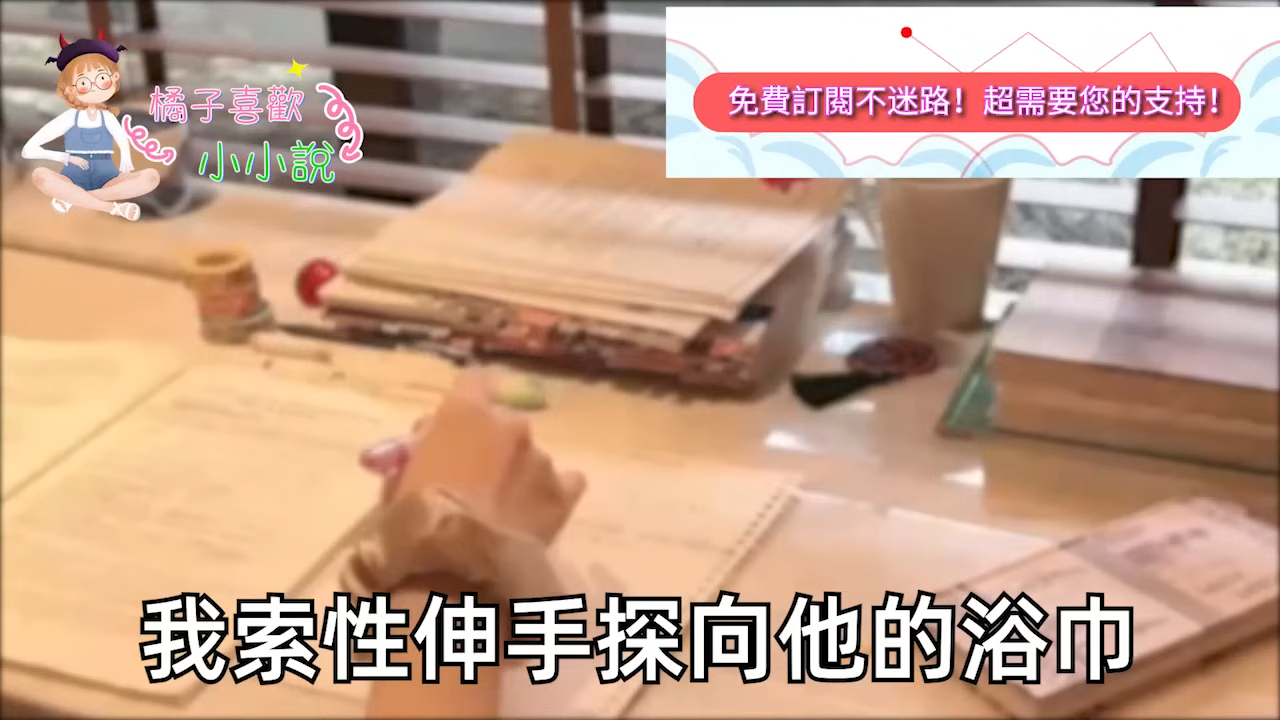 橘子喜歡
小小說
免費訂閱不迷路！超需要您的支持！
我索性伸手探向他的浴巾